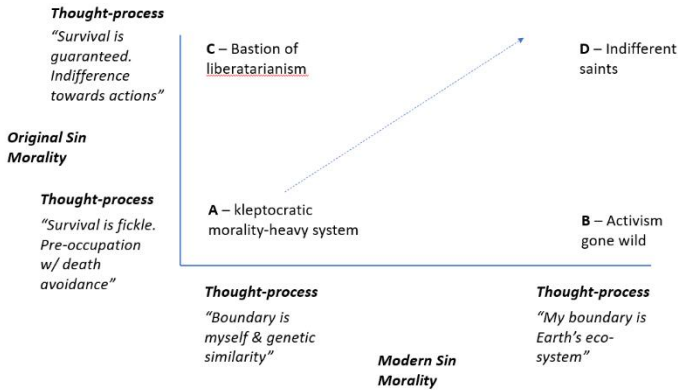 Thought-process
“Survival is
guaranteed.
Indifference
towards actions”
C – Bastion of
liberatarianism
D – Indifferent
saints
Original Sin
Morality
Thought-process
“Survival is fickle.
Pre-occupation
w/ death
avoidance”
A – kleptocratic
morality-heavy system
B – Activism
gone wild
Thought-process
“Boundary is
myself & genetic
similarity”
Thought-process
“My boundary is
Earth’s eco-
system”
Modern Sin
Morality